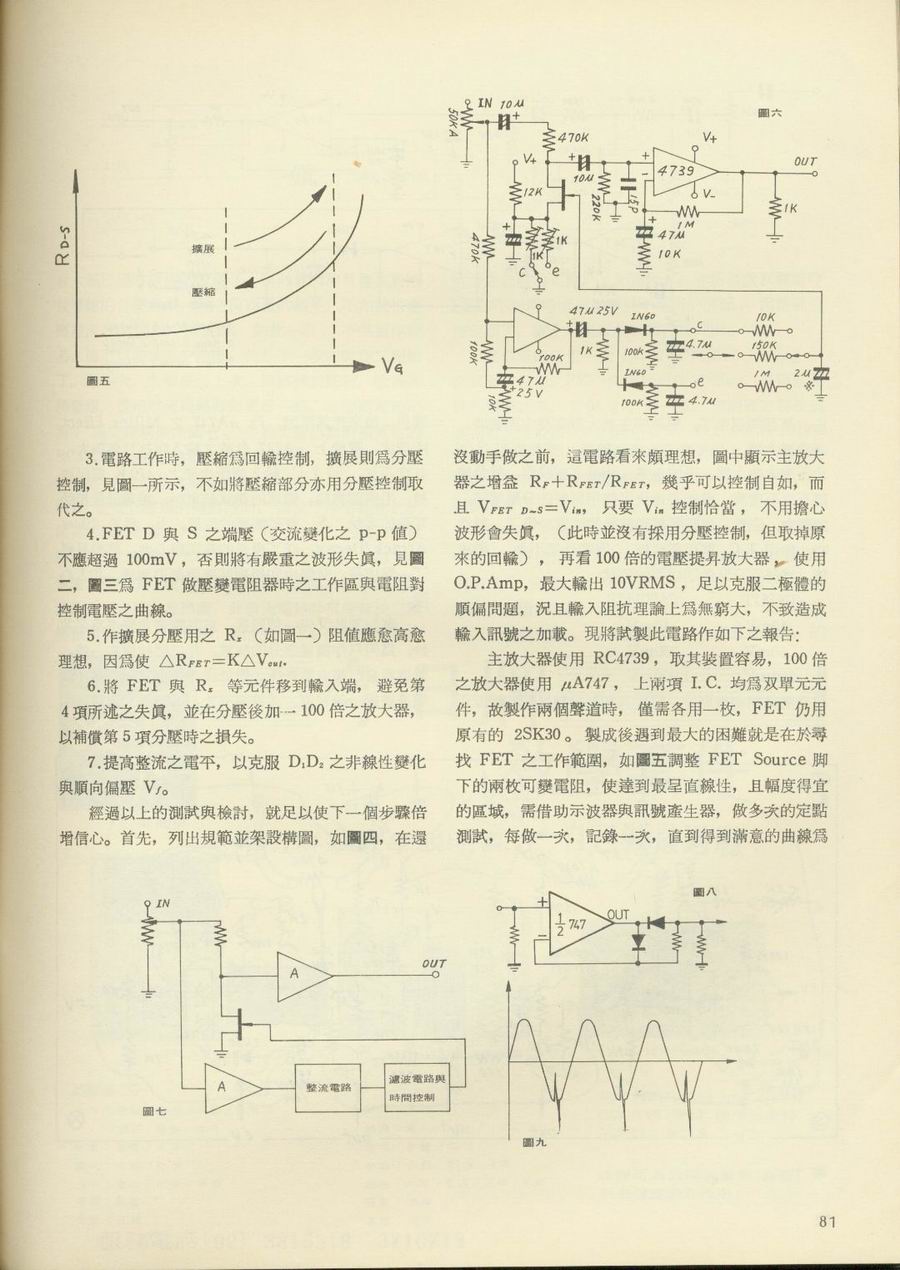 圖六
IN 10μ
50KA
470K
V+
V+
4739
OUT
12K
10μ
220K
15P
V-
1K
1M
47μ
10K
1K
1K
c
e
470K
47μ 25V
1N60
c
10K
100K
1K
100K
4.7μ
150K
100K
1N60
e
1M
2μ
※
47μ
25V
10K
100K
4.7μ
RD-S
擴展
壓縮
VG
圖五
3.電路工作時，壓縮爲回輸控制，擴展則爲分壓
控制，見圖一所示，不如將壓縮部分亦用分壓控制取
代之。
4.FET D 與 S 之端壓（交流變化之 p-p 值）
不應超過 100mV，否則將有嚴重之波形失眞，見圖
二，圖三爲 FET 做壓變電阻器時之工作區與電阻對
控制電壓之曲線。
5.作擴展分壓用之 Rs（如圖一）阻值應愈高愈
理想，因爲使 △RFET=K△Vout.
6.將 FET 與 Rs 等元件移到輸入端，避免第
4項所述之失眞，並在分壓後加一 100 倍之放大器，
以補償第 5 項分壓時之損失。
7.提高整流之電平，以克服 D1D2 之非線性變化
與順向偏壓 Vf。
經過以上的測試與檢討，就足以使下一個步驟倍
增信心。首先，列出規範並架設構圖，如圖四，在還
沒動手做之前，這電路看來頗理想，圖中顯示主放大
器之增益 RF+RFET/RFET，幾乎可以控制自如，而
且 VFET D~S=Vin，只要 Vin 控制恰當，不用擔心
波形會失眞，（此時並沒有採用分壓控制，但取掉原
來的回輸），再看 100 倍的電壓提昇放大器，使用
O.P.Amp，最大輸出 10VRMS，足以克服二極體的
順偏問題，況且輸入阻抗理論上爲無窮大，不致造成
輸入訊號之加載。現將試製此電路作如下之報告：
主放大器使用 RC4739，取其裝置容易，100 倍
之放大器使用 μA747，上兩項 I.C. 均爲双單元元
件，故製作兩個聲道時，僅需各用一枚，FET 仍用
原有的 2SK30。製成後遇到最大的困難就是在於尋
找 FET 之工作範圍，如圖五調整 FET Source 脚
下的兩枚可變電阻，使達到最呈直線性，且幅度得宜
的區域，需借助示波器與訊號產生器，做多次的定點
測試，每做一次，記錄一次，直到得到滿意的曲線爲
IN
A
OUT
A
整流電路
濾波電路與
時間控制
圖七
圖八
1/2 747
OUT
圖九
81